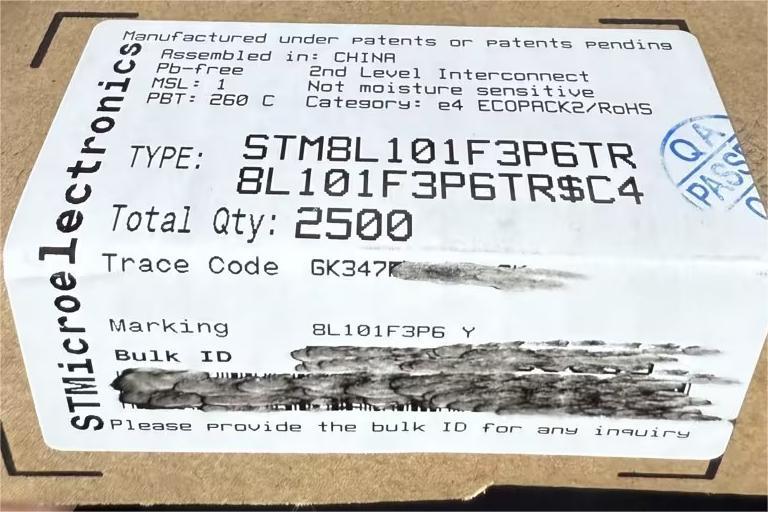 STMicroelectronics
Manufactured under patents or patents pending
Assembled in: CHINA
Pb-free 2nd Level Interconnect
MSL: 1 Not moisture sensitive
PBT: 260 C Category: e4 ECOPACK2/RoHS
TYPE: STM8L101F3P6TR
8L101F3P6TR$C4
Total Qty: 2500
Trace Code GK347
Marking 8L101F3P6 Y
Bulk ID
Please provide the bulk ID for any inquiry
QA
PASSE